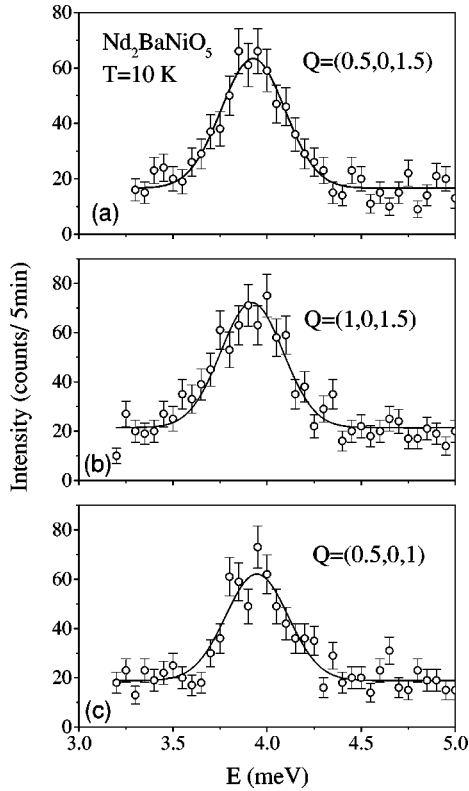 80
Nd₂BaNiO₅
T=10 K
Q=(0.5,0,1.5)
60
40
20
(a)
0
80
Q=(1,0,1.5)
60
40
20
(b)
0
Intensity (counts/ 5min)
80
Q=(0.5,0,1)
60
40
20
(c)
0
3.0 3.5 4.0 4.5 5.0
E (meV)